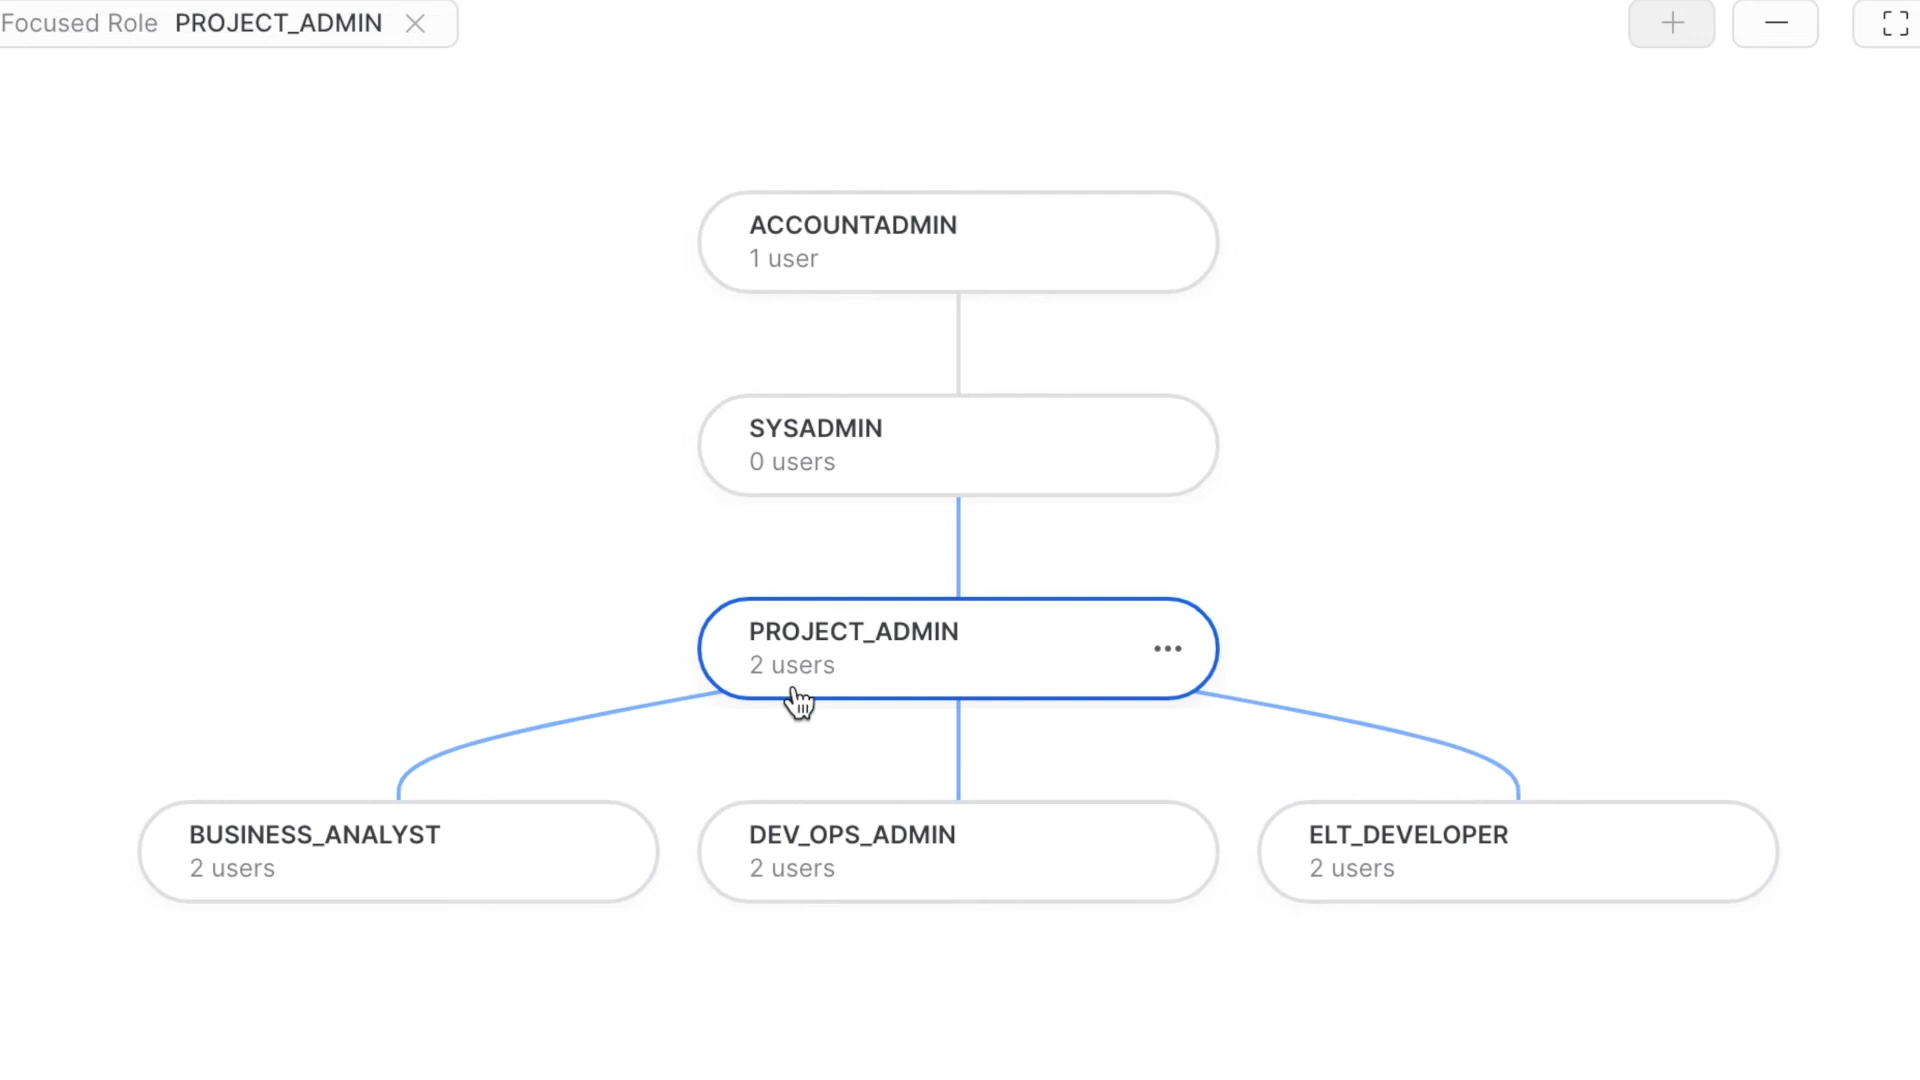 Focused Role PROJECT_ADMIN
ACCOUNTADMIN
1 user
SYSADMIN
0 users
PROJECT_ADMIN
2 users
BUSINESS_ANALYST
2 users
DEV_OPS_ADMIN
2 users
ELT_DEVELOPER
2 users